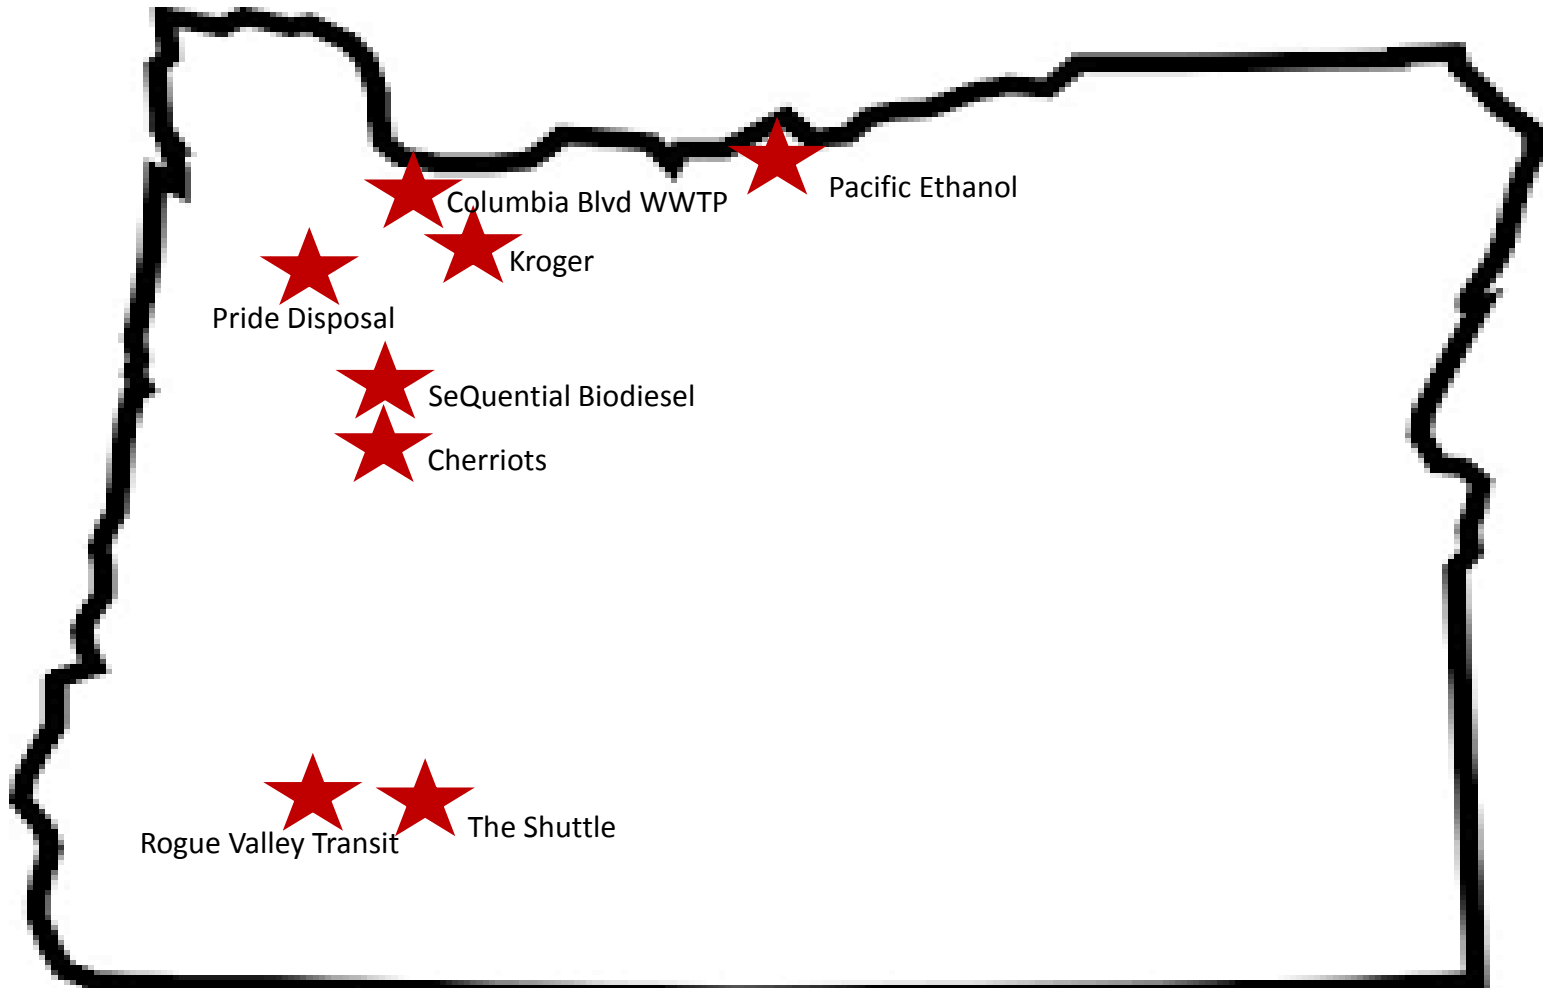 Pacific Ethanol
Columbia Blvd WWTP
Kroger
Pride Disposal
SeQuential Biodiesel
Cherriots
The Shuttle
Rogue Valley Transit